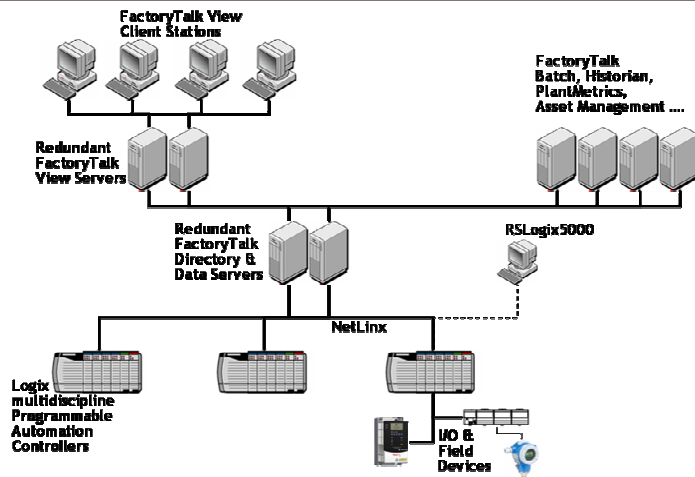 FactoryTalk View
Client Stations
FactoryTalk
Batch, Historian,
PlantMetrics,
Asset Management ....
Redundant
FactoryTalk
View Servers
Redundant
FactoryTalk
Directory &
Data Servers
RSLogix5000
NetLinx
Logix
multidiscipline
Programmable
Automation
Controllers
I/O &
Field
Devices